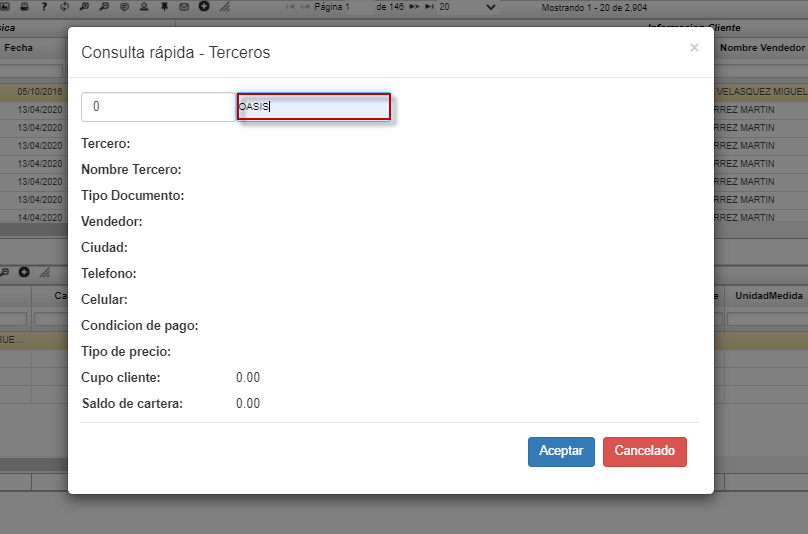 Página 1 de 146 20 Mostrando 1 - 20 de 2,904
Informacion Cliente
Fecha Nombre Vendedor
Consulta rápida - Terceros ×
05/10/2016 VELASQUEZ MIGUEL
0 OASIS
13/04/2020 RREZ MARTIN
13/04/2020 RREZ MARTIN
13/04/2020 RREZ MARTIN
13/04/2020 RREZ MARTIN
13/04/2020 RREZ MARTIN
13/04/2020 RREZ MARTIN
14/04/2020 RREZ MARTIN
Tercero:
Nombre Tercero:
Tipo Documento:
Vendedor:
Ciudad:
Telefono:
Celular:
Ca UnidadMedida
Condicion de pago:
RUE...
Tipo de precio:
Cupo cliente: 0.00
Saldo de cartera: 0.00
Aceptar Cancelado